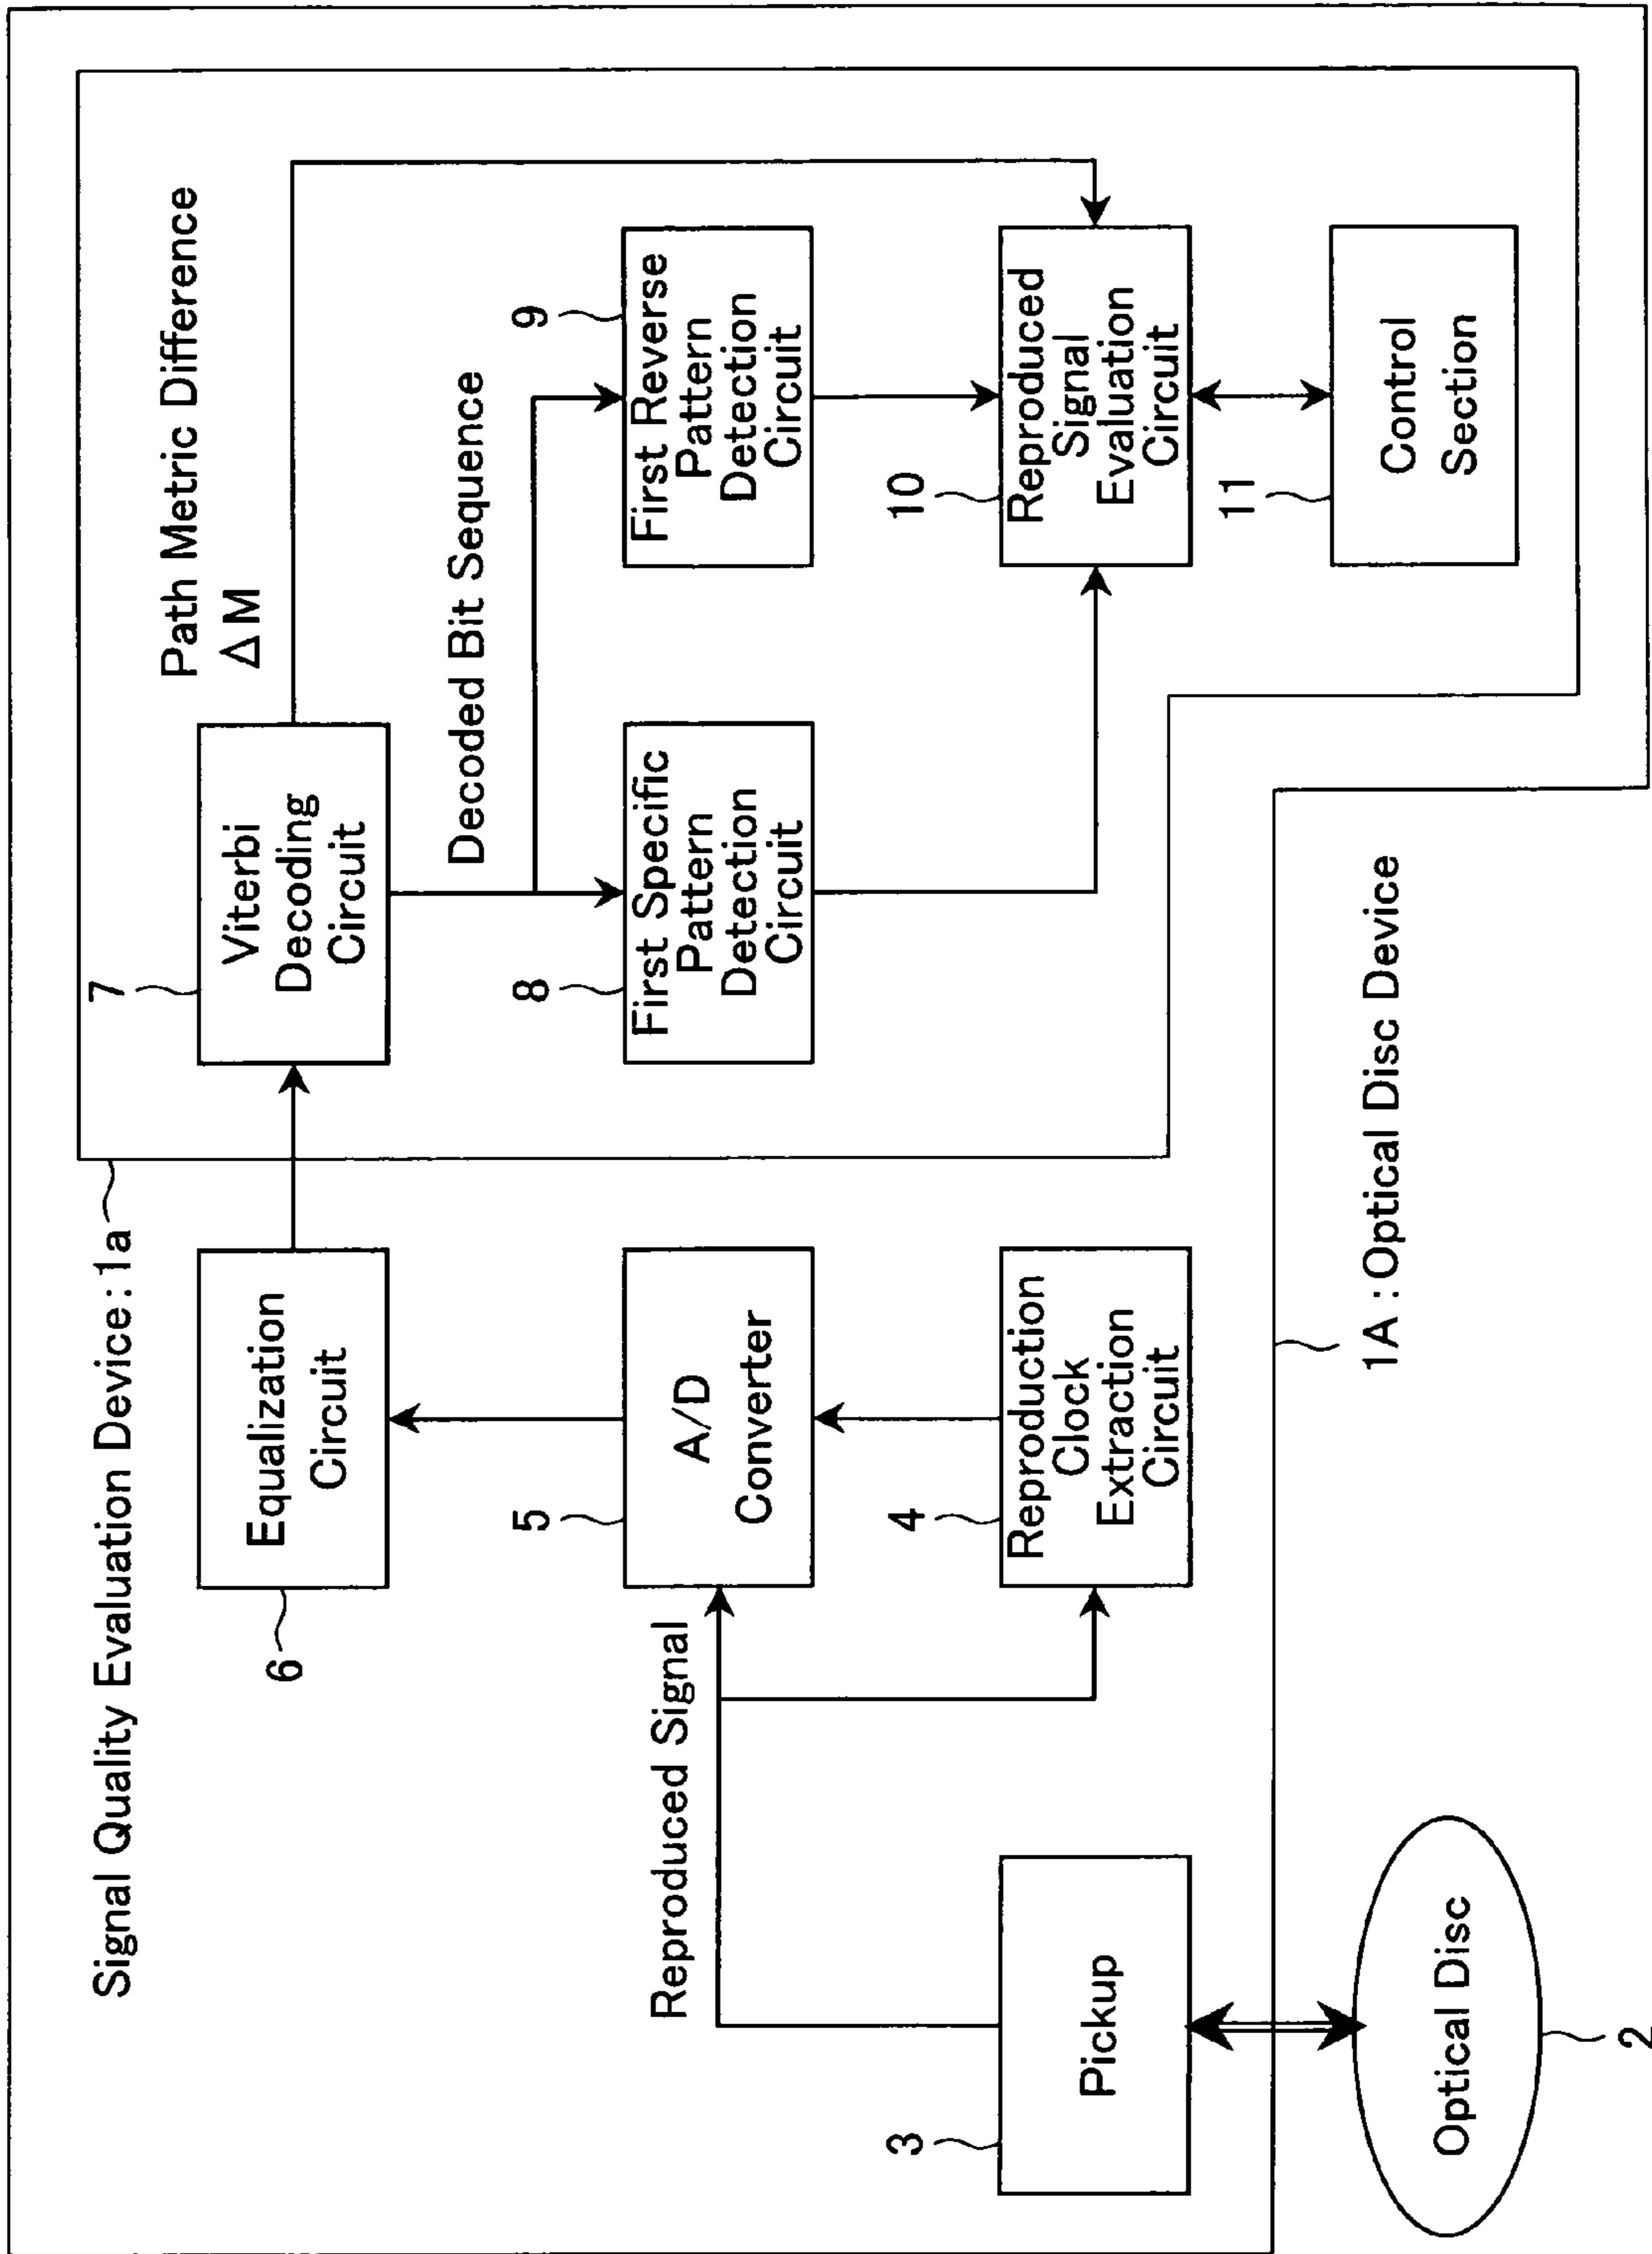 Signal Quality Evaluation Device:1a
Path Metric Difference
ΔM
6
Equalization
Circuit
7
Viterbi
Decoding
Circuit
Decoded Bit Sequence
Reproduced Signal
5
A/D
Converter
8
First Specific
Pattern
Detection
Circuit
9
First Reverse
Pattern
Detection
Circuit
3
Pickup
4
Reproduction
Clock
Extraction
Circuit
10
Reproduced
Signal
Evaluation
Circuit
11
Control
Section
1A : Optical Disc Device
Optical Disc
2